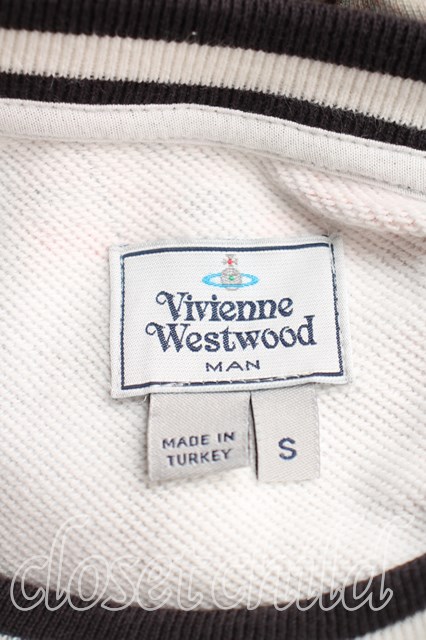 Vivienne
Westwood
MAN
MADE IN
TURKEY
S
closet child